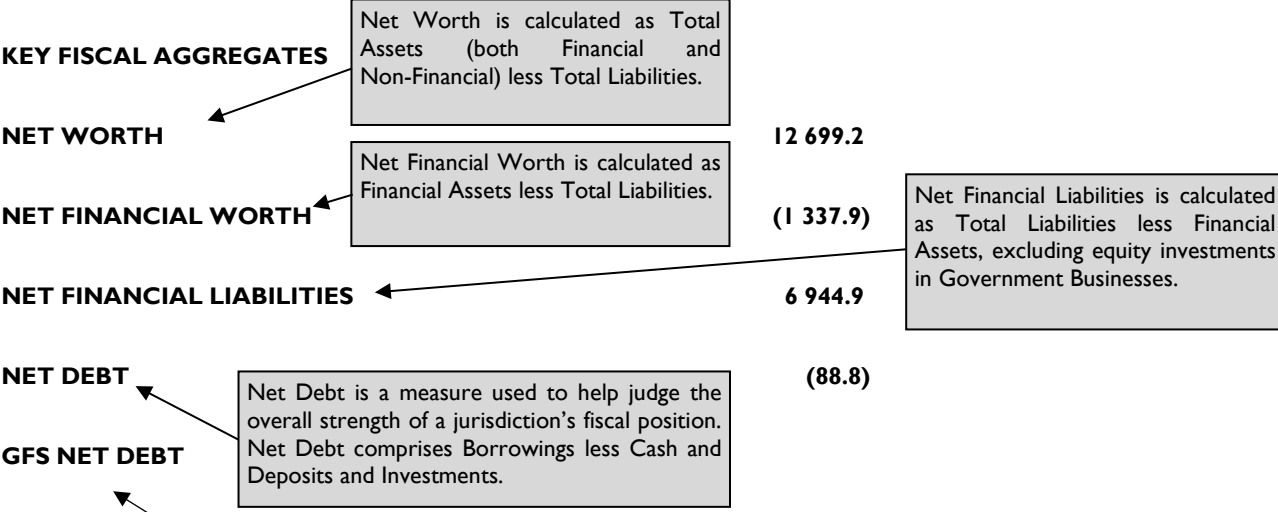 Net Worth is calculated as Total
Assets (both Financial and
Non-Financial) less Total Liabilities.
KEY FISCAL AGGREGATES
NET WORTH 12 699.2
Net Financial Worth is calculated as
Financial Assets less Total Liabilities.
NET FINANCIAL WORTH (1 337.9)
Net Financial Liabilities is calculated
as Total Liabilities less Financial
Assets, excluding equity investments
in Government Businesses.
NET FINANCIAL LIABILITIES 6 944.9
NET DEBT (88.8)
Net Debt is a measure used to help judge the
overall strength of a jurisdiction's fiscal position.
Net Debt comprises Borrowings less Cash and
Deposits and Investments.
GFS NET DEBT